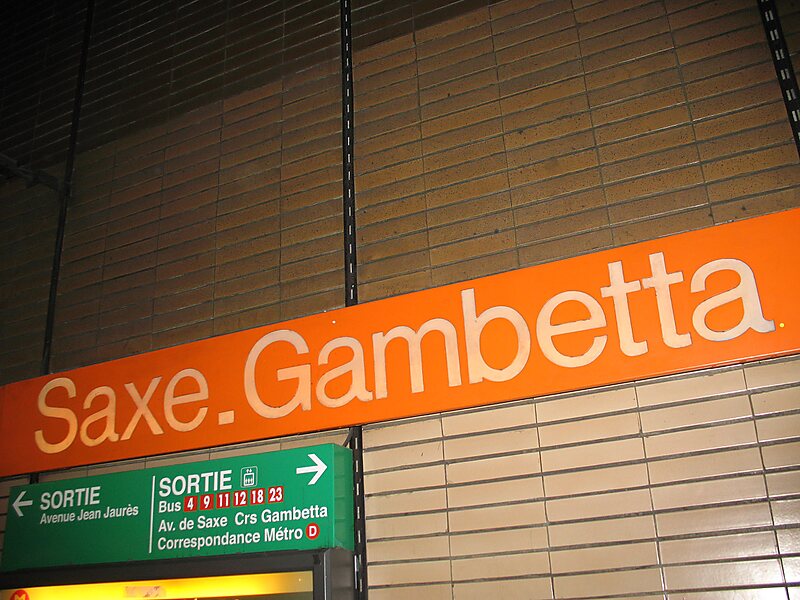 Saxe.Gambetta
← SORTIE
Avenue Jean Jaurès
SORTIE →
Bus 4 9 11 12 18 23
Av. de Saxe Crs Gambetta
Correspondance Métro D
M